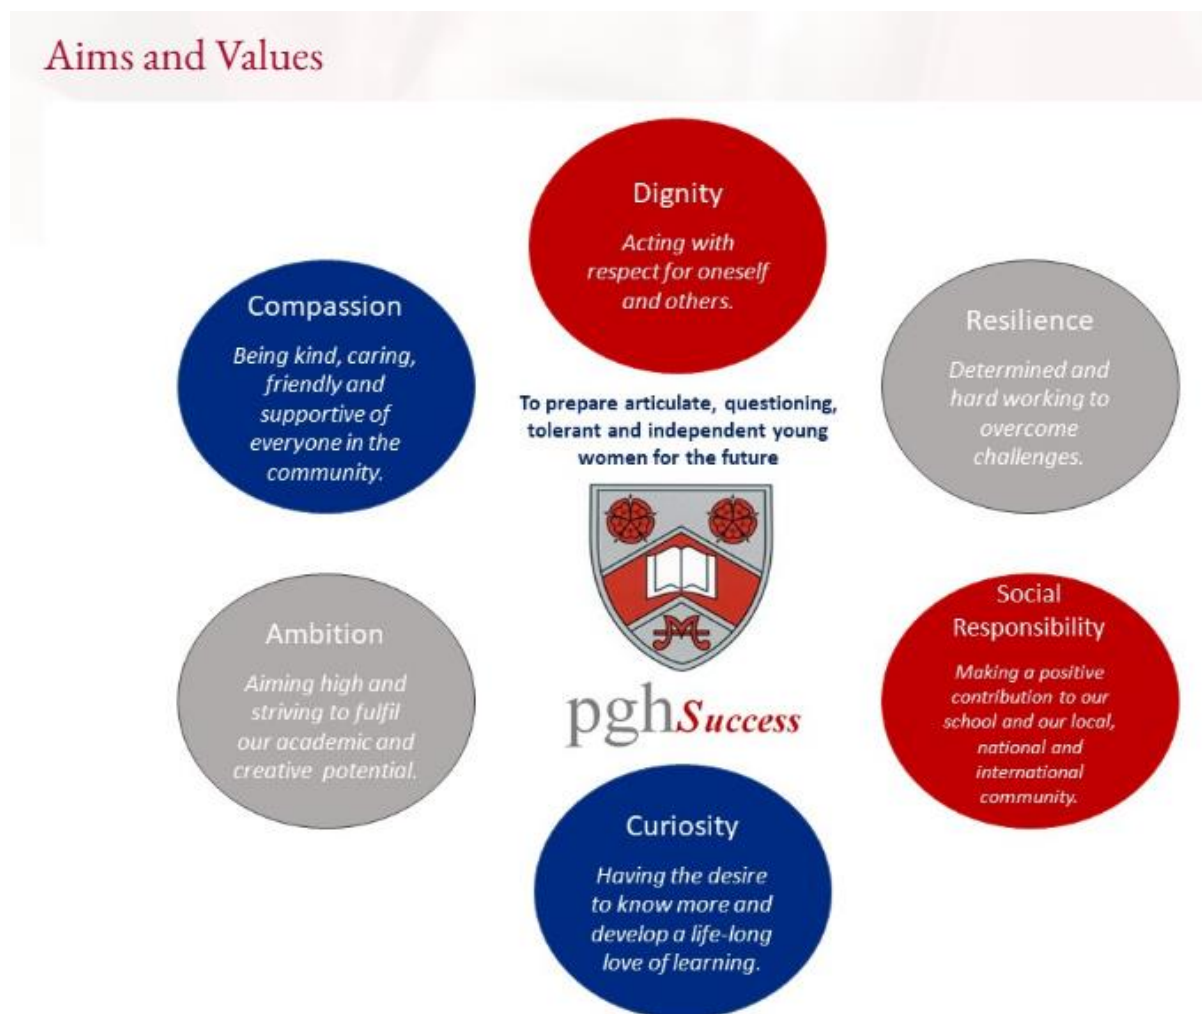 Aims and Values
Dignity
Acting with
respect for oneself
and others.
Compassion
Being kind, caring,
friendly and
supportive of
everyone in the
community.
Resilience
Determined and
hard working to
overcome
challenges.
To prepare articulate, questioning,
tolerant and independent young
women for the future
Ambition
Aiming high and
striving to fulfil
our academic and
creative potential.
M
pghSuccess
Social
Responsibility
Making a positive
contribution to our
school and our local,
national and
international
community.
Curiosity
Having the desire
to know more and
develop a life-long
love of learning.